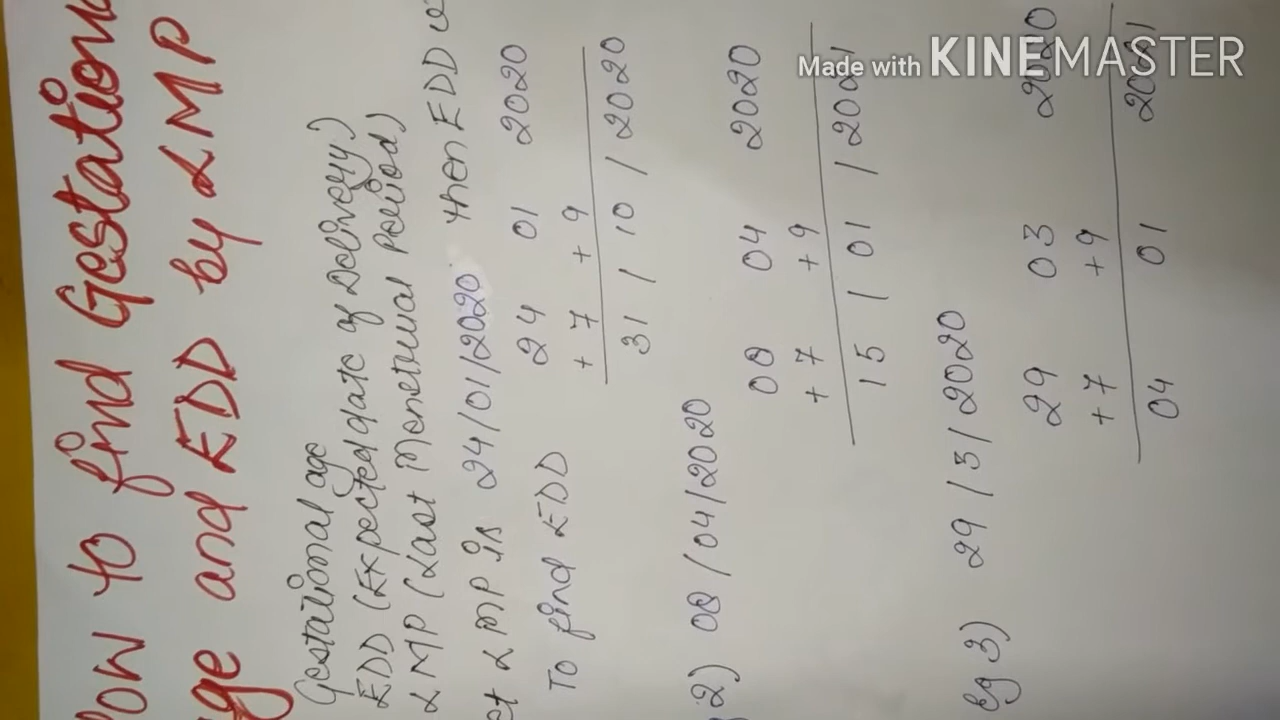 How to find Gestational
age and EDD by LMP
Gestational age
EDD (Expected date of Delivery)
LMP (Last Menstrual Period)
LMP is 24/01/2020 then EDD
To find EDD
24 01 2020
+ 7 + 9
31 / 10 / 2020
2) 08/04/2020
08 04 2020
+ 7 + 9
15 / 01 / 2021
Eg 3) 29 / 3 / 2020
29 03 2020
+7 +9
04 01 2021
Made with KINEMASTER